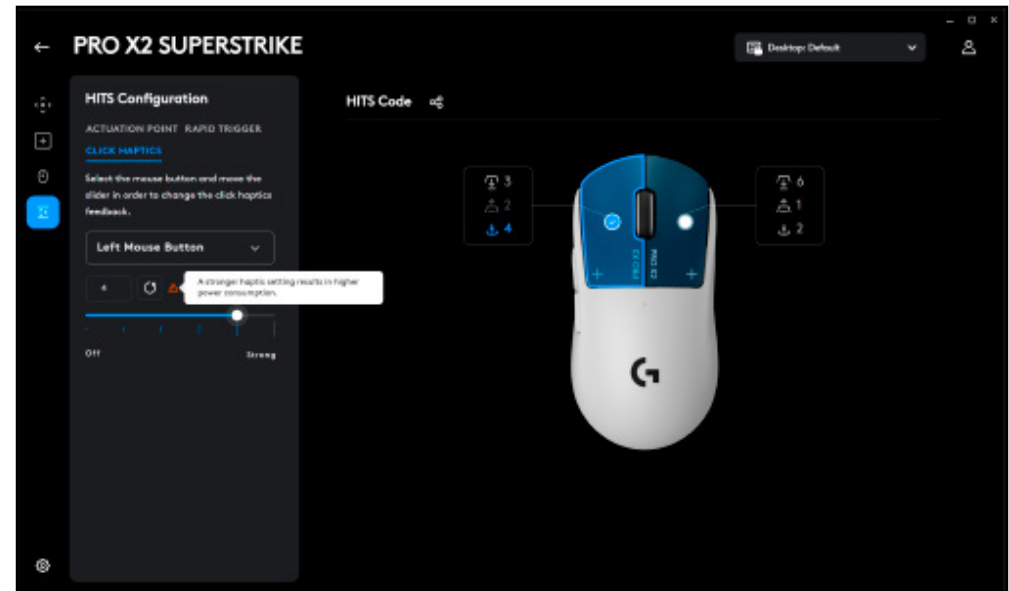 PRO X2 SUPERSTRIKE
Desktop: Default
HITS Configuration
ACTUATION POINT RAPID TRIGGER
CLICK HAPTICS
Select the mouse button and move the
slider in order to change the click haptics
feedback.
Left Mouse Button
4
A stronger haptic setting results in higher
power consumption.
Off Strong
HITS Code
3
2
4
6
1
2
PRO X2
PRO X2
G